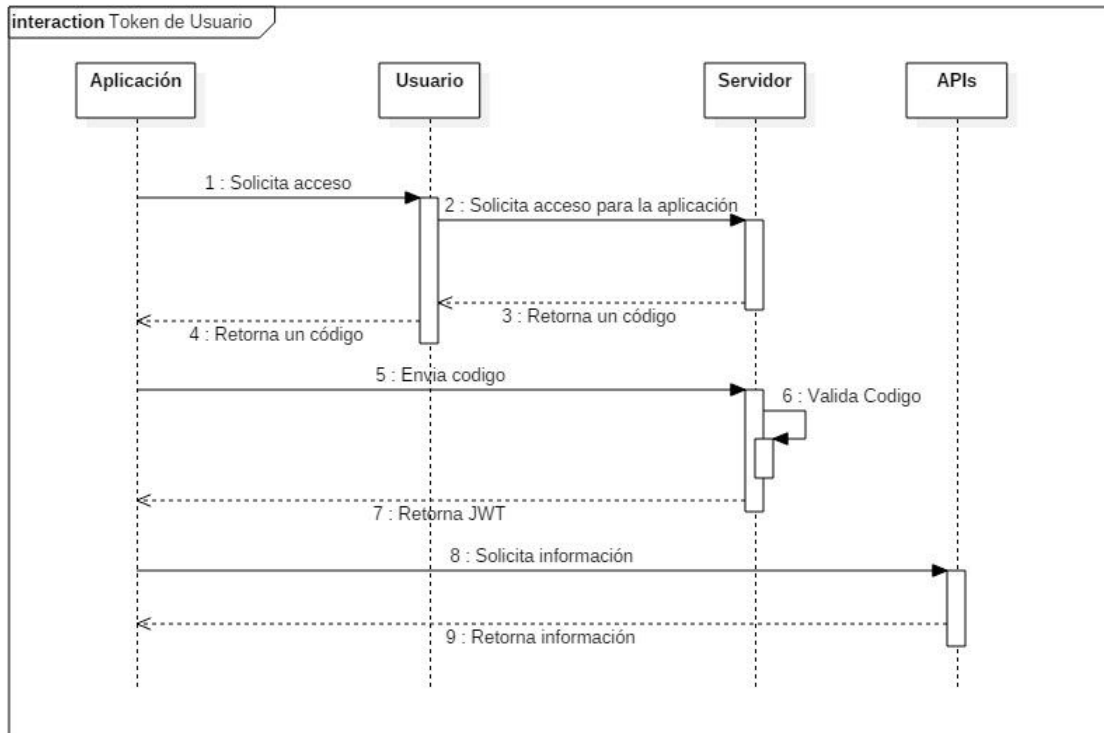 interaction Token de Usuario
Aplicación
Usuario
Servidor
APIs
1 : Solicita acceso
2 : Solicita acceso para la aplicación
3 : Retorna un código
4 : Retorna un código
5 : Envia codigo
6 : Valida Codigo
7 : Retorna JWT
8 : Solicita información
9 : Retorna información